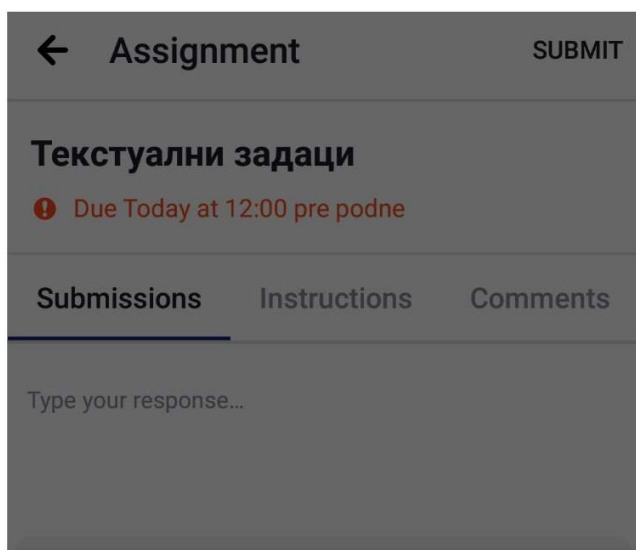 Assignment SUBMIT
Текстуални задаци
Due Today at 12:00 pre podne
Submissions Instructions Comments
Type your response...